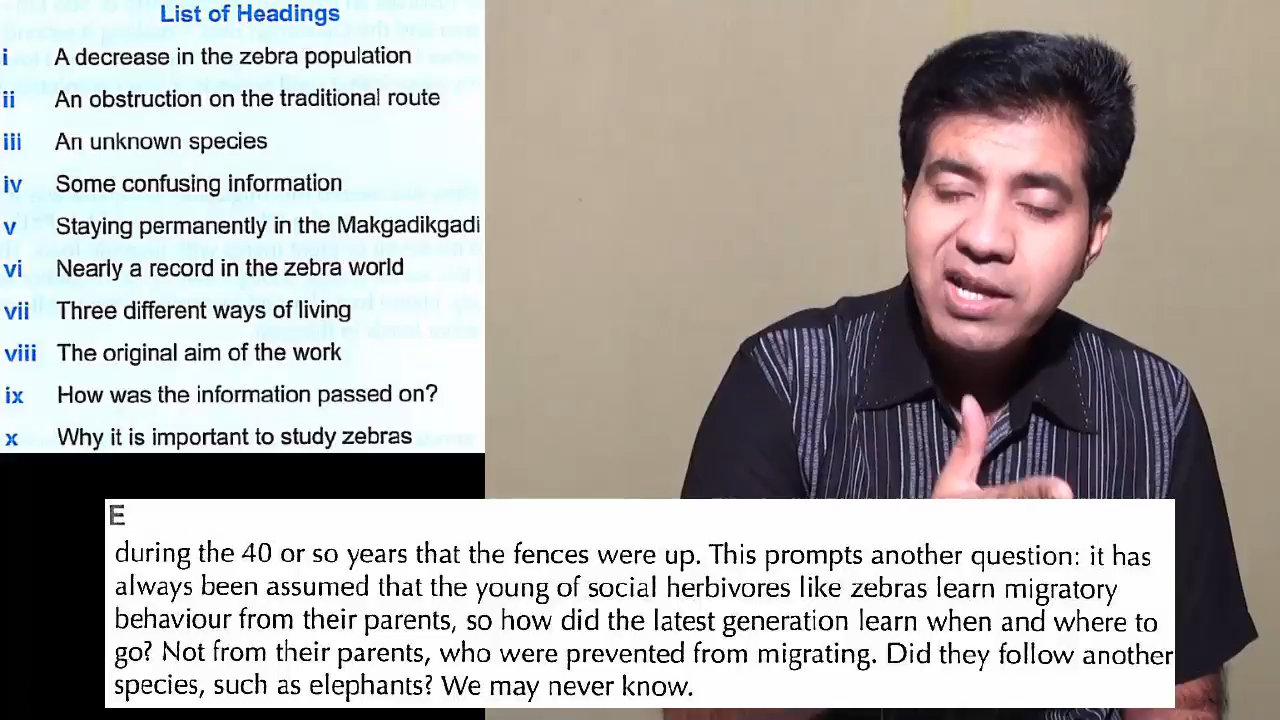 List of Headings
i A decrease in the zebra population
ii An obstruction on the traditional route
iii An unknown species
iv Some confusing information
v Staying permanently in the Makgadikgadi
vi Nearly a record in the zebra world
vii Three different ways of living
viii The original aim of the work
ix How was the information passed on?
x Why it is important to study zebras
E
during the 40 or so years that the fences were up. This prompts another question: it has
always been assumed that the young of social herbivores like zebras learn migratory
behaviour from their parents, so how did the latest generation learn when and where to
go? Not from their parents, who were prevented from migrating. Did they follow another
species, such as elephants? We may never know.